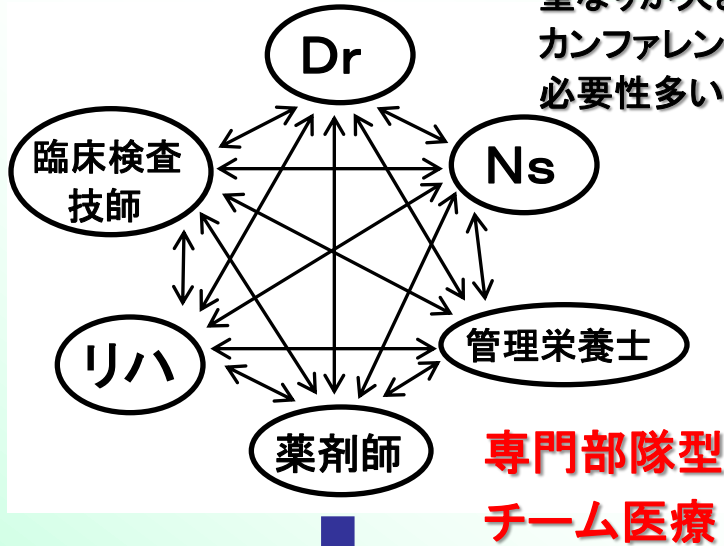 カンファレン
必要性多い
Dr
臨床検査
技師
Ns
リハ
管理栄養士
薬剤師
専門部隊型
チーム医療